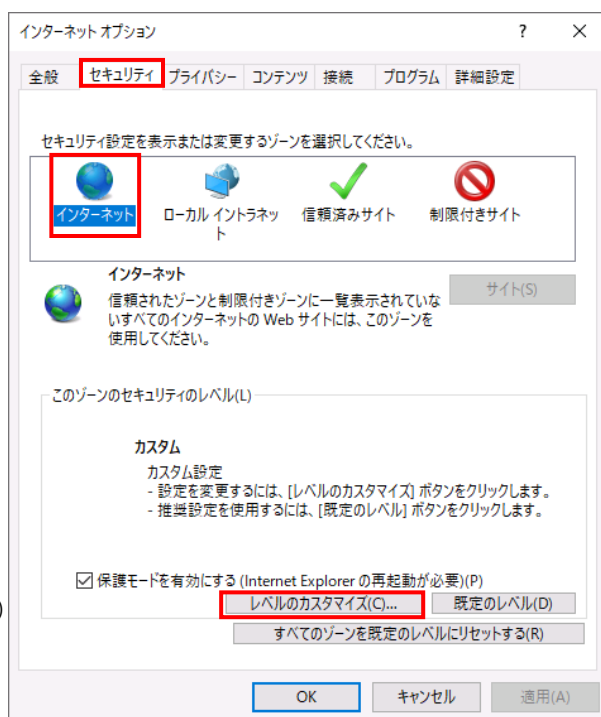 インターネット オプション ? ×
全般 セキュリティ プライバシー コンテンツ 接続 プログラム 詳細設定
セキュリティ設定を表示または変更するゾーンを選択してください。
インターネット ローカル イントラネッ 信頼済みサイト 制限付きサイト
ト
インターネット
サイト(S)
信頼されたゾーンと制限付きゾーンに一覧表示されていな
いすべてのインターネットの Web サイトには、このゾーンを
使用してください。
このゾーンのセキュリティのレベル(L)
カスタム
カスタム設定
- 設定を変更するには、[レベルのカスタマイズ] ボタンをクリックします。
- 推奨設定を使用するには、[既定のレベル] ボタンをクリックします。
保護モードを有効にする (Internet Explorer の再起動が必要)(P)
)
レベルのカスタマイズ(C)... 既定のレベル(D)
すべてのゾーンを既定のレベルにリセットする(R)
OK キャンセル 適用(A)